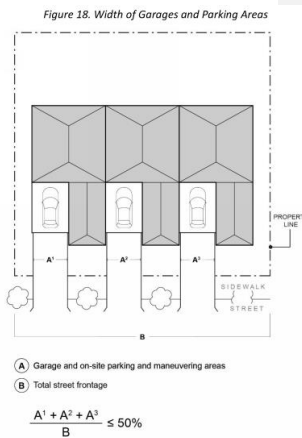 Figure 18. Width of Garages and Parking Areas
PROPERT
LINE
A¹
A²
A³
SIDEWALK
STREET
B
A Garage and on-site parking and maneuvering areas
B Total street frontage
A¹ + A² + A³
B
≤ 50%